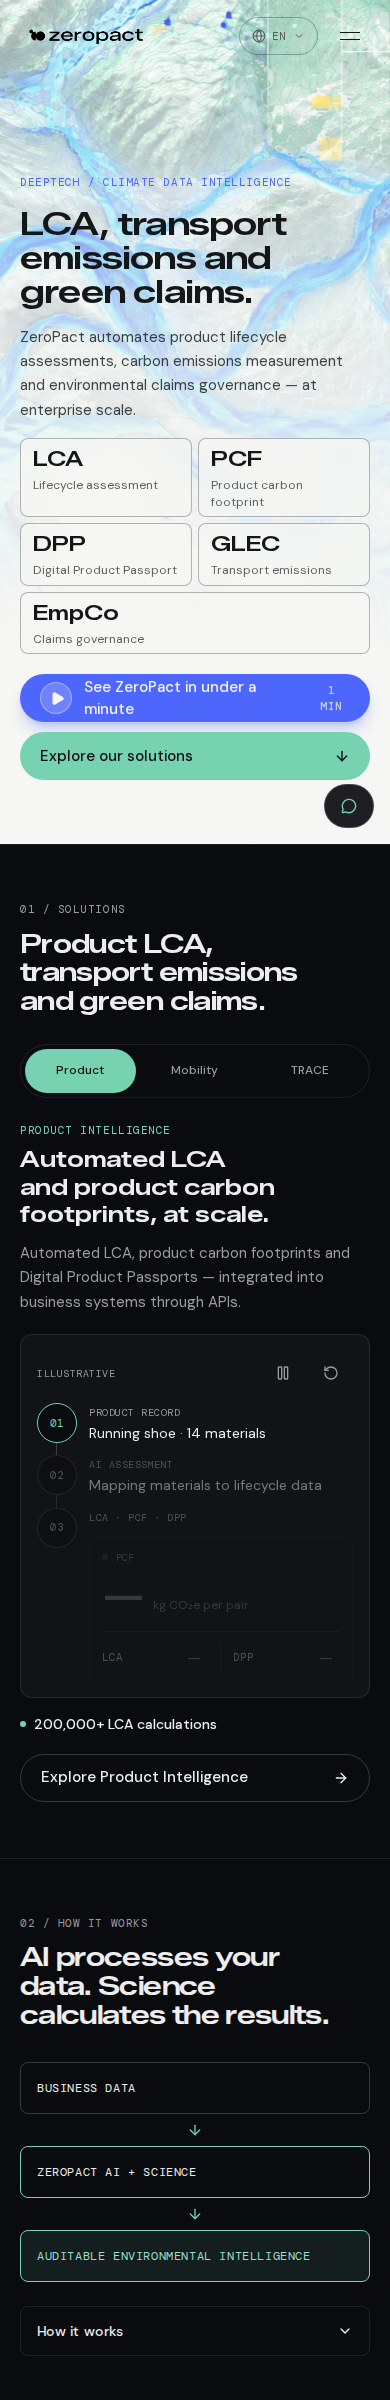 zeropact
EN
DEEPTECH / CLIMATE DATA INTELLIGENCE
LCA, transport
emissions and
green claims.
ZeroPact automates product lifecycle
assessments, carbon emissions measurement
and environmental claims governance — at
enterprise scale.
LCA
Lifecycle assessment
PCF
Product carbon
footprint
DPP
Digital Product Passport
GLEC
Transport emissions
EmpCo
Claims governance
See ZeroPact in under a
minute
1
MIN
Explore our solutions
01 / SOLUTIONS
Product LCA,
transport emissions
and green claims.
Product
Mobility
TRACE
PRODUCT INTELLIGENCE
Automated LCA
and product carbon
footprints, at scale.
Automated LCA, product carbon footprints and
Digital Product Passports — integrated into
business systems through APIs.
ILLUSTRATIVE
01
PRODUCT RECORD
Running shoe · 14 materials
02
AI ASSESSMENT
Mapping materials to lifecycle data
03
LCA · PCF · DPP
PCF
— kg CO₂e per pair
LCA —
DPP —
200,000+ LCA calculations
Explore Product Intelligence
02 / HOW IT WORKS
AI processes your
data. Science
calculates the results.
BUSINESS DATA
ZEROPACT AI + SCIENCE
AUDITABLE ENVIRONMENTAL INTELLIGENCE
How it works